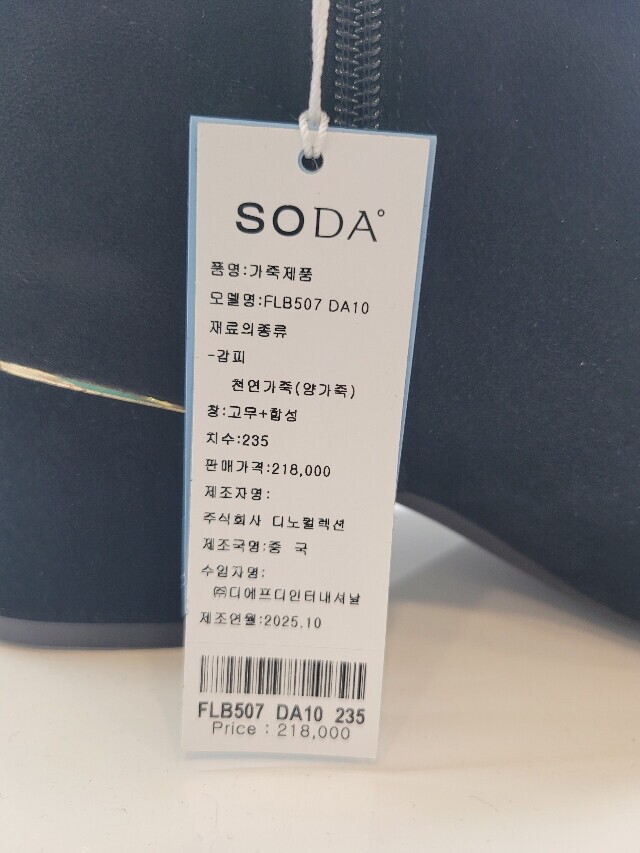 SODA°
품명:가죽제품
모델명:FLB507 DA10
재료의종류
-갑피
천연가죽(양가죽)
창:고무+합성
치수:235
판매가격:218,000
제조자명:
주식회사 디노컬렉션
제조국명:중 국
수입자명:
㈜디에프디인터내셔날
제조연월:2025.10
FLB507 DA10 235
Price : 218,000